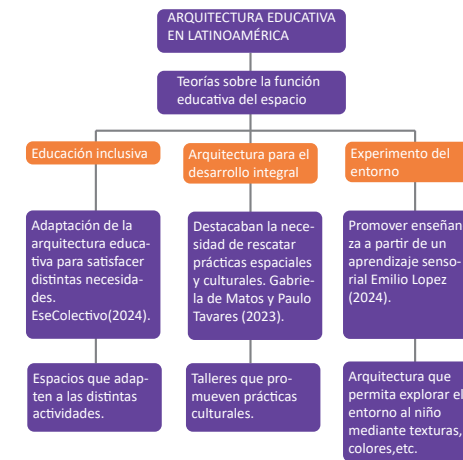 ARQUITECTURA EDUCATIVA
EN LATINOAMÉRICA
Teorías sobre la función
educativa del espacio
Educación inclusiva
Arquitectura para el
desarrollo integral
Experimento del
entorno
Adaptación de la
arquitectura educa-
tiva para satisfacer
distintas necesida-
des.
EseColectivo(2024).
Destacaban la nece-
sidad de rescatar
prácticas espaciales
y culturales. Gabrie-
la de Matos y Paulo
Tavares (2023).
Promover enseñan
za a partir de un
aprendizaje senso-
rial Emilio Lopez
(2024).
Espacios que adap-
ten a las distintas
actividades.
Talleres que pro-
mueven prácticas
culturales.
Arquitectura que
permita explorar el
entorno al niño
mediante texturas,
colores,etc.